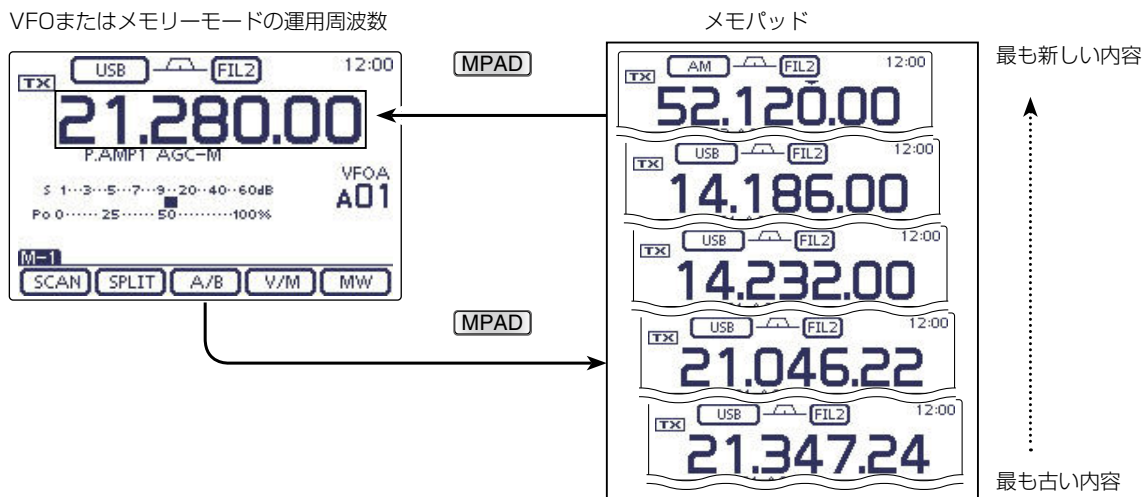 VFOまたはメモリーモードの運用周波数
メモパッド
USB FIL2 12:00
TX
21.280.00
P.AMP1 AGC-M
VFOA
A01
S 1···3···5···7···9··20··40··60dB
Po 0······25······50··········100%
M-1
SCAN SPLIT A/B V/M MW
MPAD
MPAD
AM FIL2 12:00
TX
52.120.00
USB FIL2 12:00
TX
14.186.00
USB FIL2 12:00
TX
14.232.00
USB FIL2 12:00
TX
21.046.22
USB FIL2 12:00
TX
21.347.24
最も新しい内容
最も古い内容